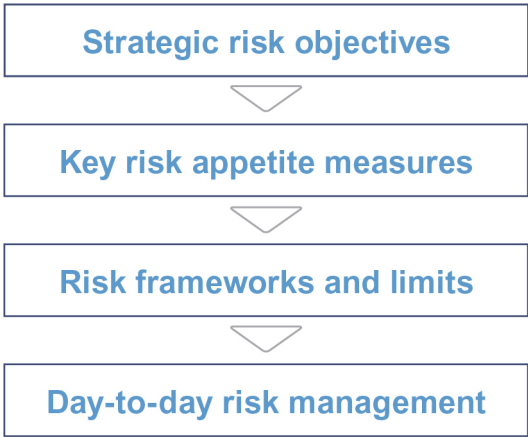 Strategic risk objectives
Key risk appetite measures
Risk frameworks and limits
Day-to-day risk management